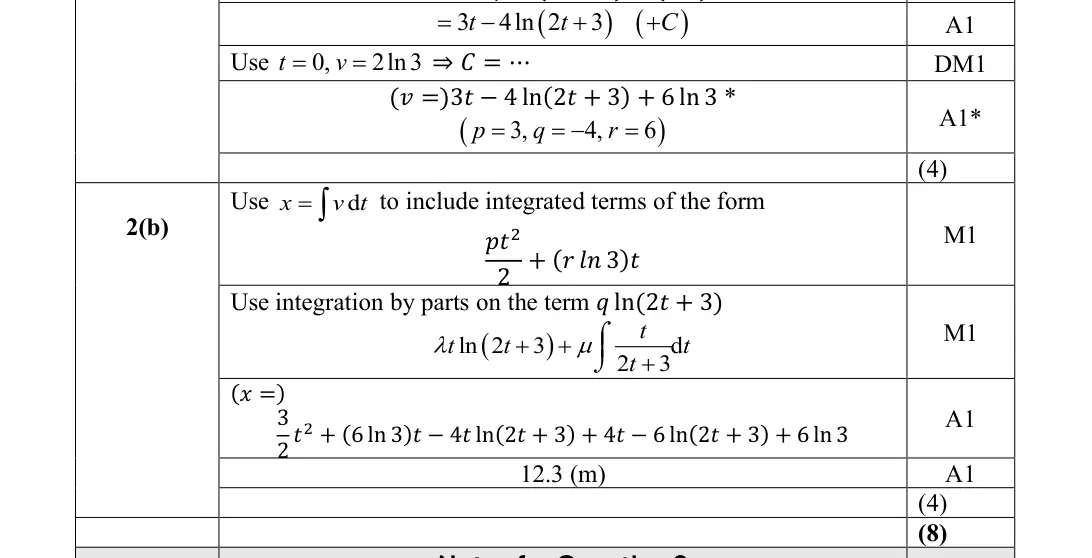 = 3t − 4 ln(2t + 3) (+C) A1
Use t = 0, v = 2 ln 3 ⇒ C = ⋯ DM1
(v =)3t − 4 ln(2t + 3) + 6 ln 3 *
(p = 3, q = −4, r = 6) A1*
(4)
2(b) Use x = ∫ v dt to include integrated terms of the form
pt²/2 + (r ln 3)t M1
Use integration by parts on the term q ln(2t + 3)
λt ln(2t + 3) + μ∫ t/(2t + 3) dt M1
(x =)
3/2 t² + (6 ln 3)t − 4t ln(2t + 3) + 4t − 6 ln(2t + 3) + 6 ln 3 A1
12.3 (m) A1
(4)
(8)